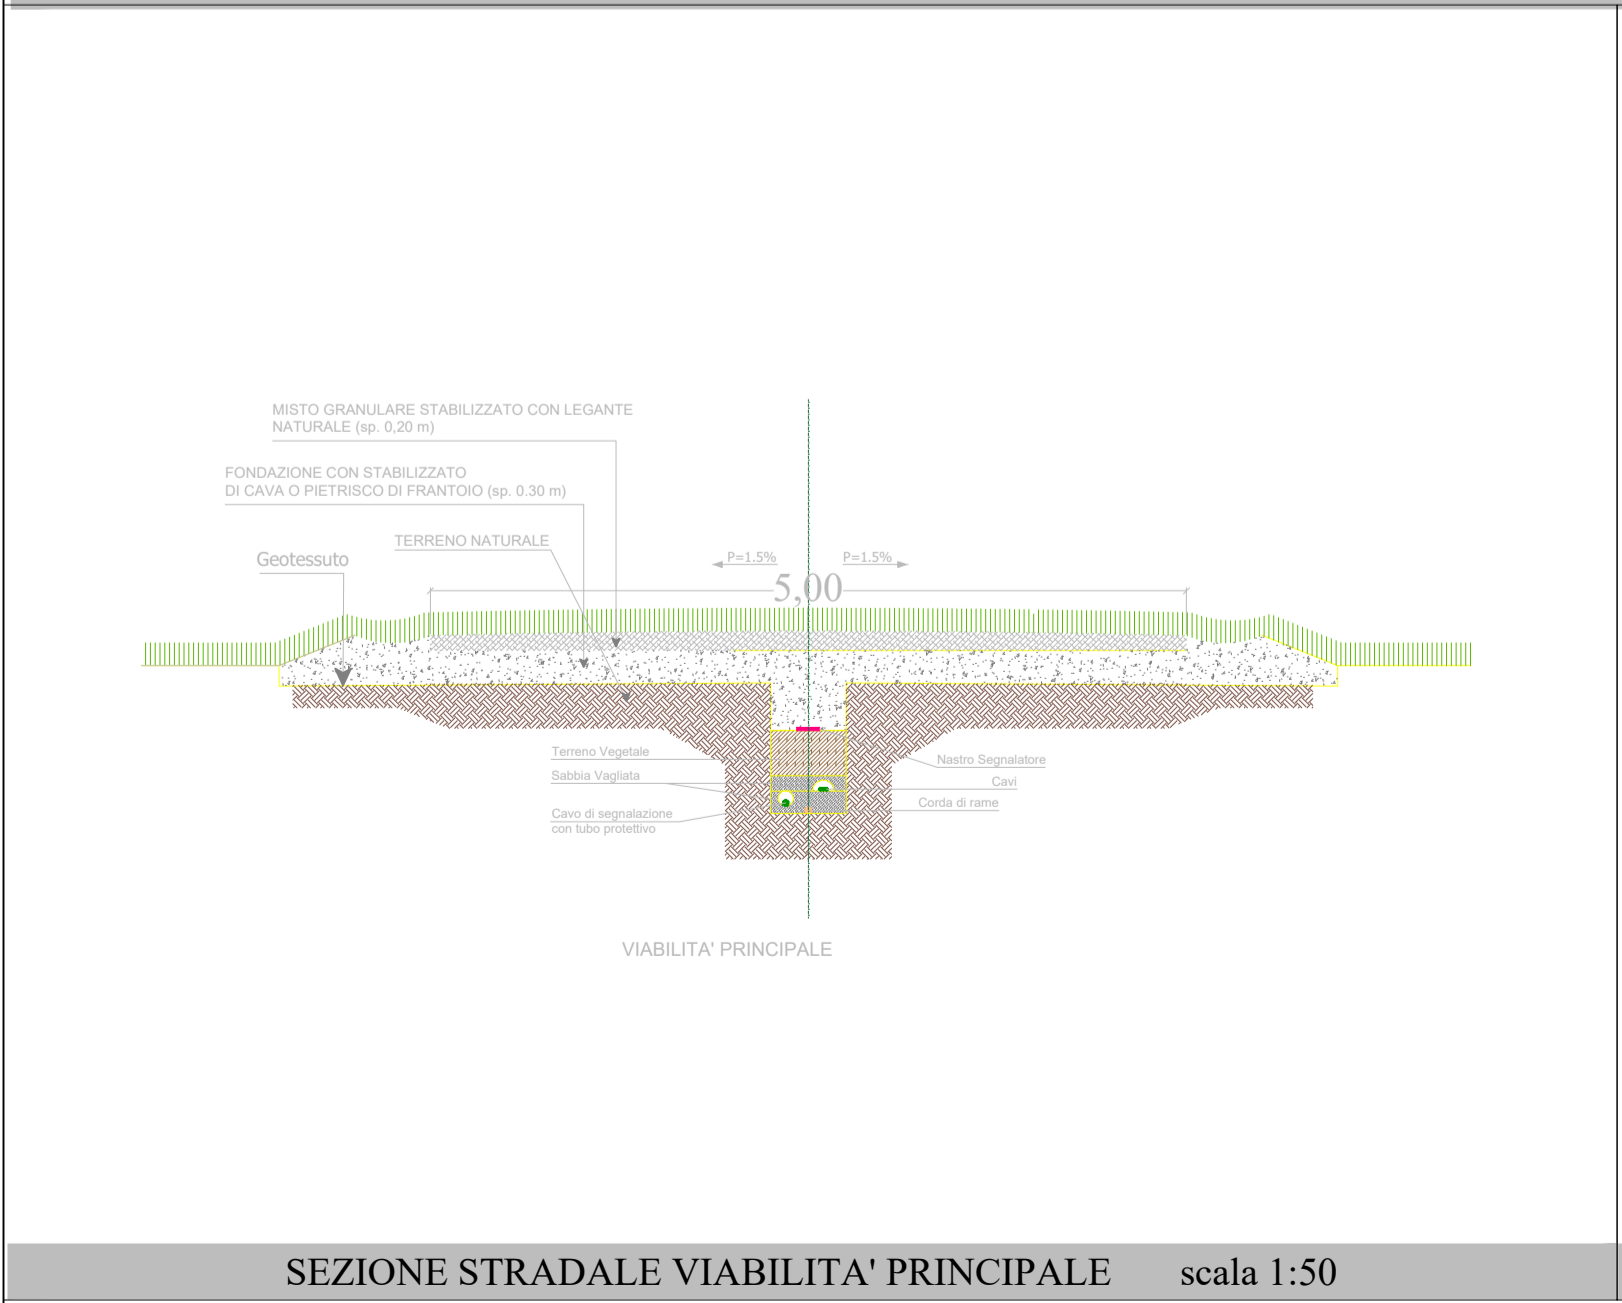 MISTO GRANULARE STABILIZZATO CON LEGANTE
NATURALE (sp. 0,20 m)
FONDAZIONE CON STABILIZZATO
DI CAVA O PIETRISCO DI FRANTOIO (sp. 0.30 m)
TERRENO NATURALE
Geotessuto
P=1.5%
P=1.5%
5,00
Terreno Vegetale
Sabbia Vagliata
Cavo di segnalazione
con tubo protettivo
Nastro Segnalatore
Cavi
Corda di rame
VIABILITA' PRINCIPALE
SEZIONE STRADALE VIABILITA' PRINCIPALE scala 1:50